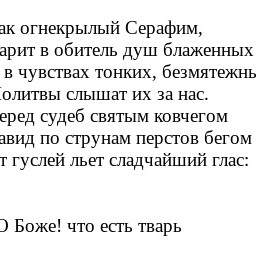 ак огнекрылый Серафим,
арит в обитель душ блаженных
в чувствах тонких, безмятежнь
олитвы слышат их за нас.
еред судеб святым ковчегом
авид по струнам перстов бегом
т гуслей льет сладчайший глас:
О Боже! что есть тварь